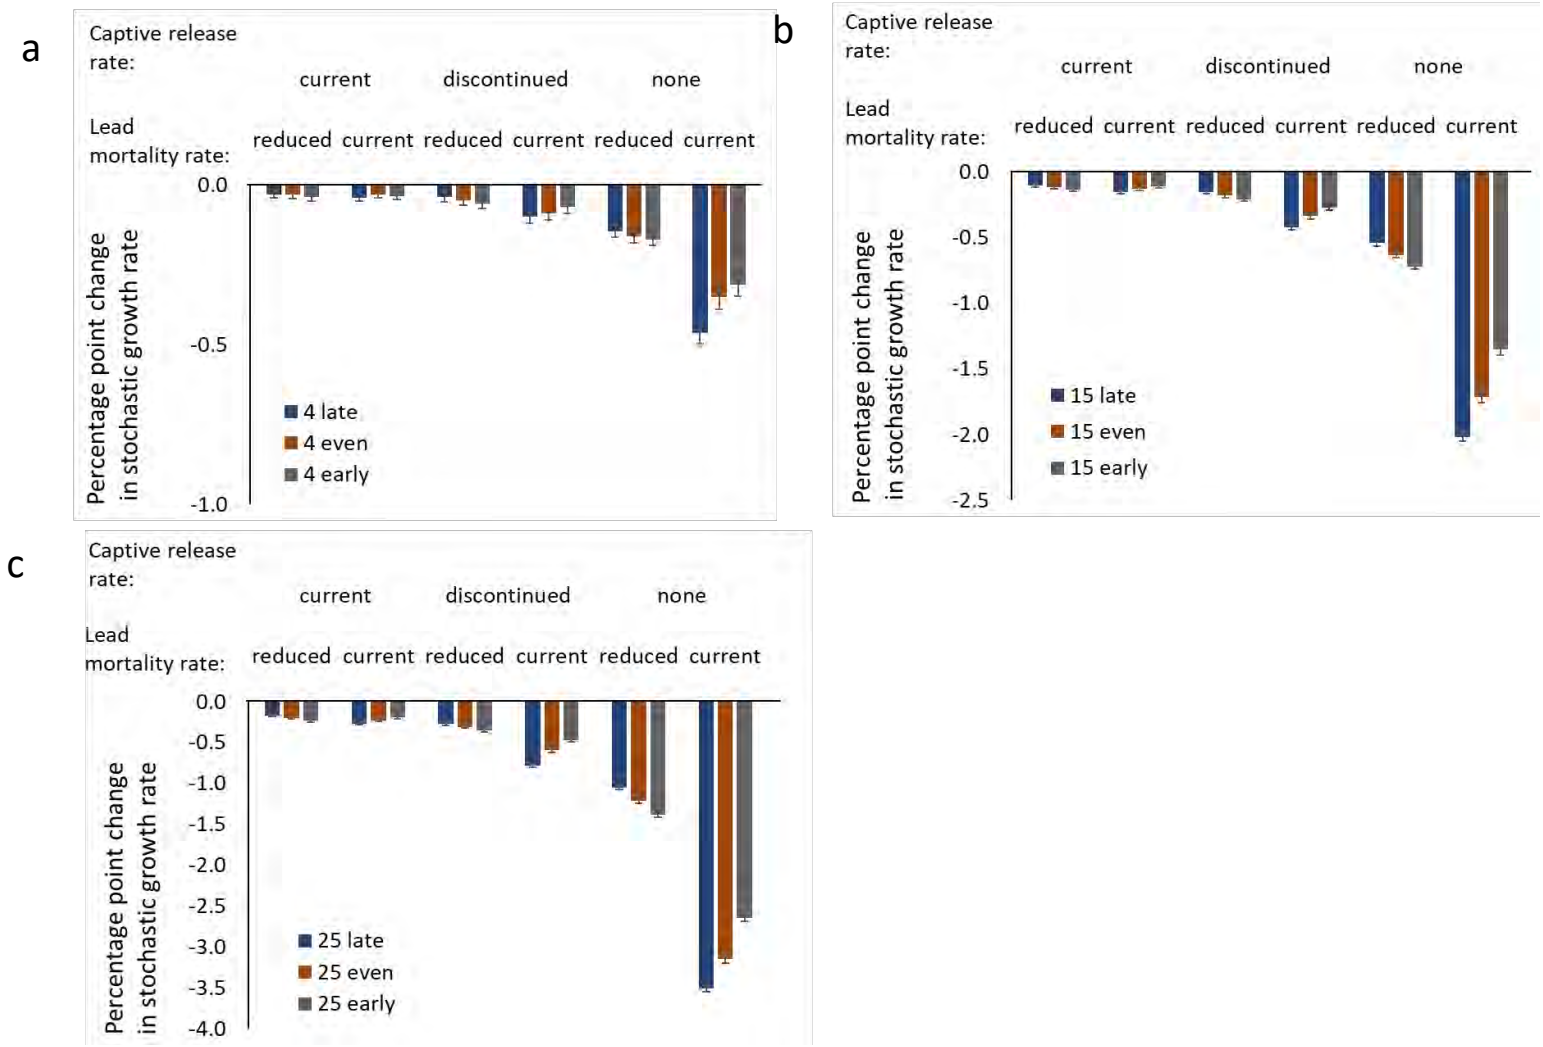 a
Captive release
rate:
current discontinued none
Lead
mortality rate:
reduced current reduced current reduced current
0.0
-0.5
-1.0
Percentage point change
in stochastic growth rate
4 late
4 even
4 early
b
Captive release
rate:
current discontinued none
Lead
mortality rate:
reduced current reduced current reduced current
0.0
-0.5
-1.0
-1.5
-2.0
-2.5
Percentage point change
in stochastic growth rate
15 late
15 even
15 early
c
Captive release
rate:
current discontinued none
Lead
mortality rate:
reduced current reduced current reduced current
0.0
-0.5
-1.0
-1.5
-2.0
-2.5
-3.0
-3.5
-4.0
Percentage point change
in stochastic growth rate
25 late
25 even
25 early